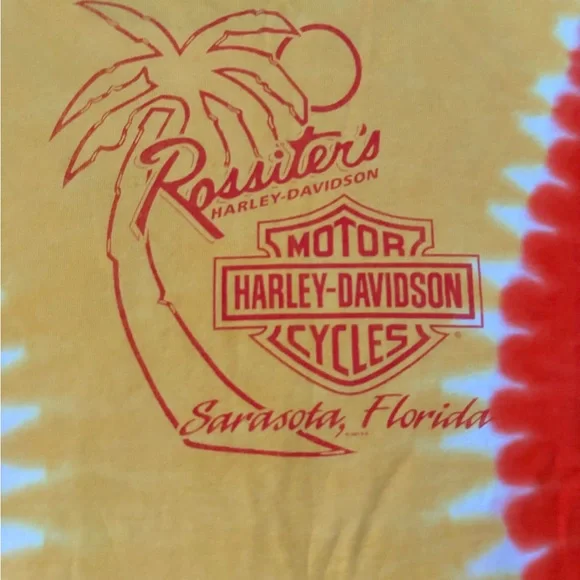 Rossiter's
HARLEY-DAVIDSON
MOTOR
HARLEY-DAVIDSON
CYCLES
®
Sarasota, Florida